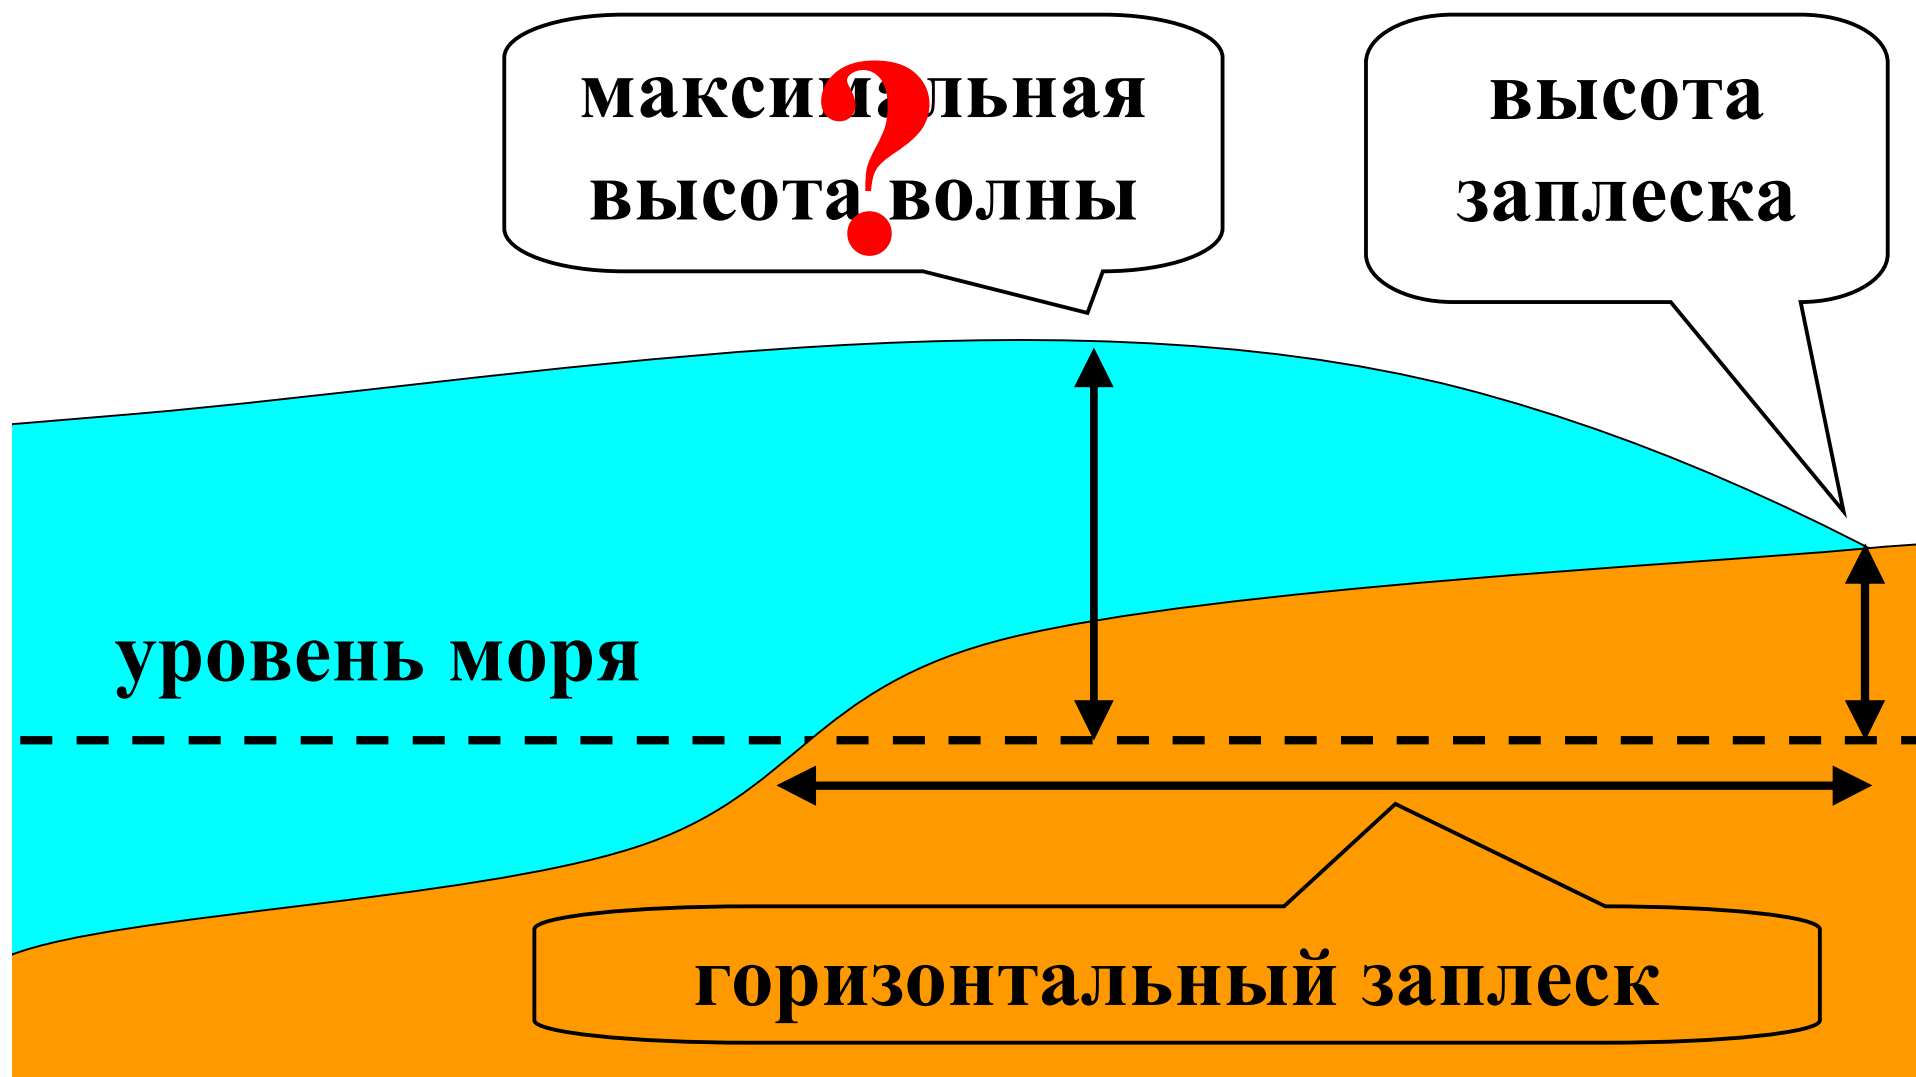 максимальная
высота волны
?
высота
заплеска
уровень моря
горизонтальный заплеск